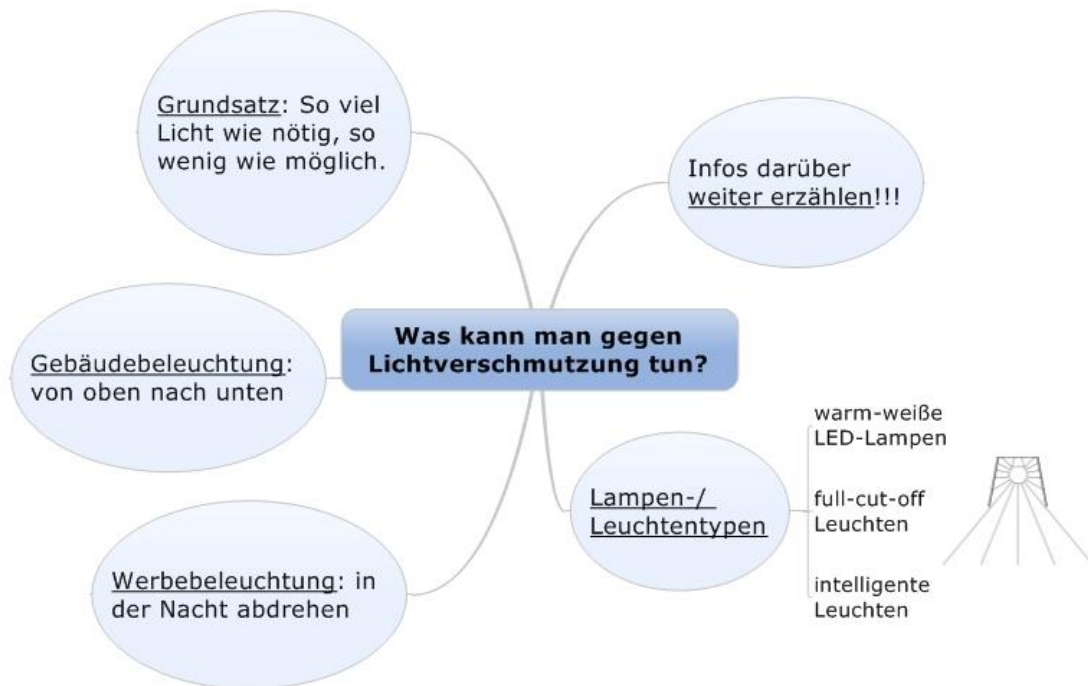 Grundsatz: So viel
Licht wie nötig, so
wenig wie möglich.
Infos darüber
weiter erzählen!!!
Was kann man gegen
Lichtverschmutzung tun?
Gebäudebeleuchtung:
von oben nach unten
Lampen-/
Leuchtentypen
warm-weiße
LED-Lampen
full-cut-off
Leuchten
intelligente
Leuchten
Werbebeleuchtung: in
der Nacht abdrehen